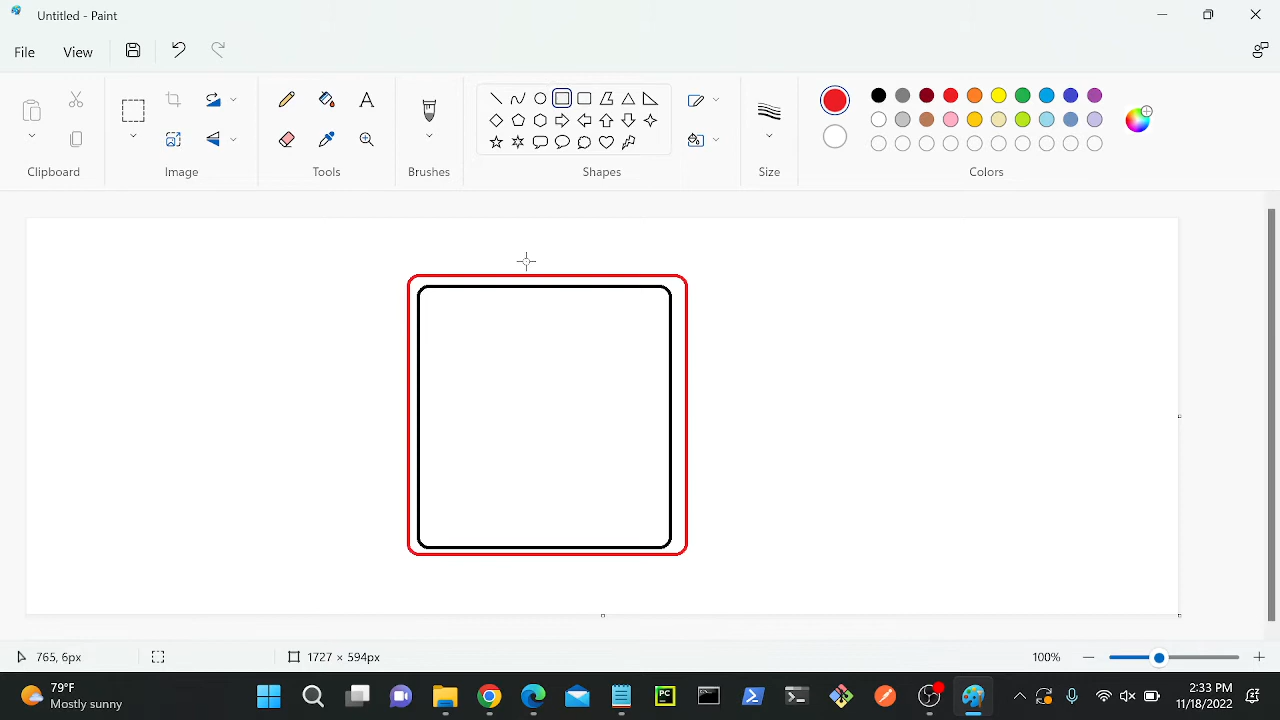 Untitled - Paint
File View
A
Clipboard Image Tools Brushes Shapes Size Colors
765, 6px 1727 × 594px 100%
79°F
Mostly sunny
PC
2:33 PM
11/18/2022